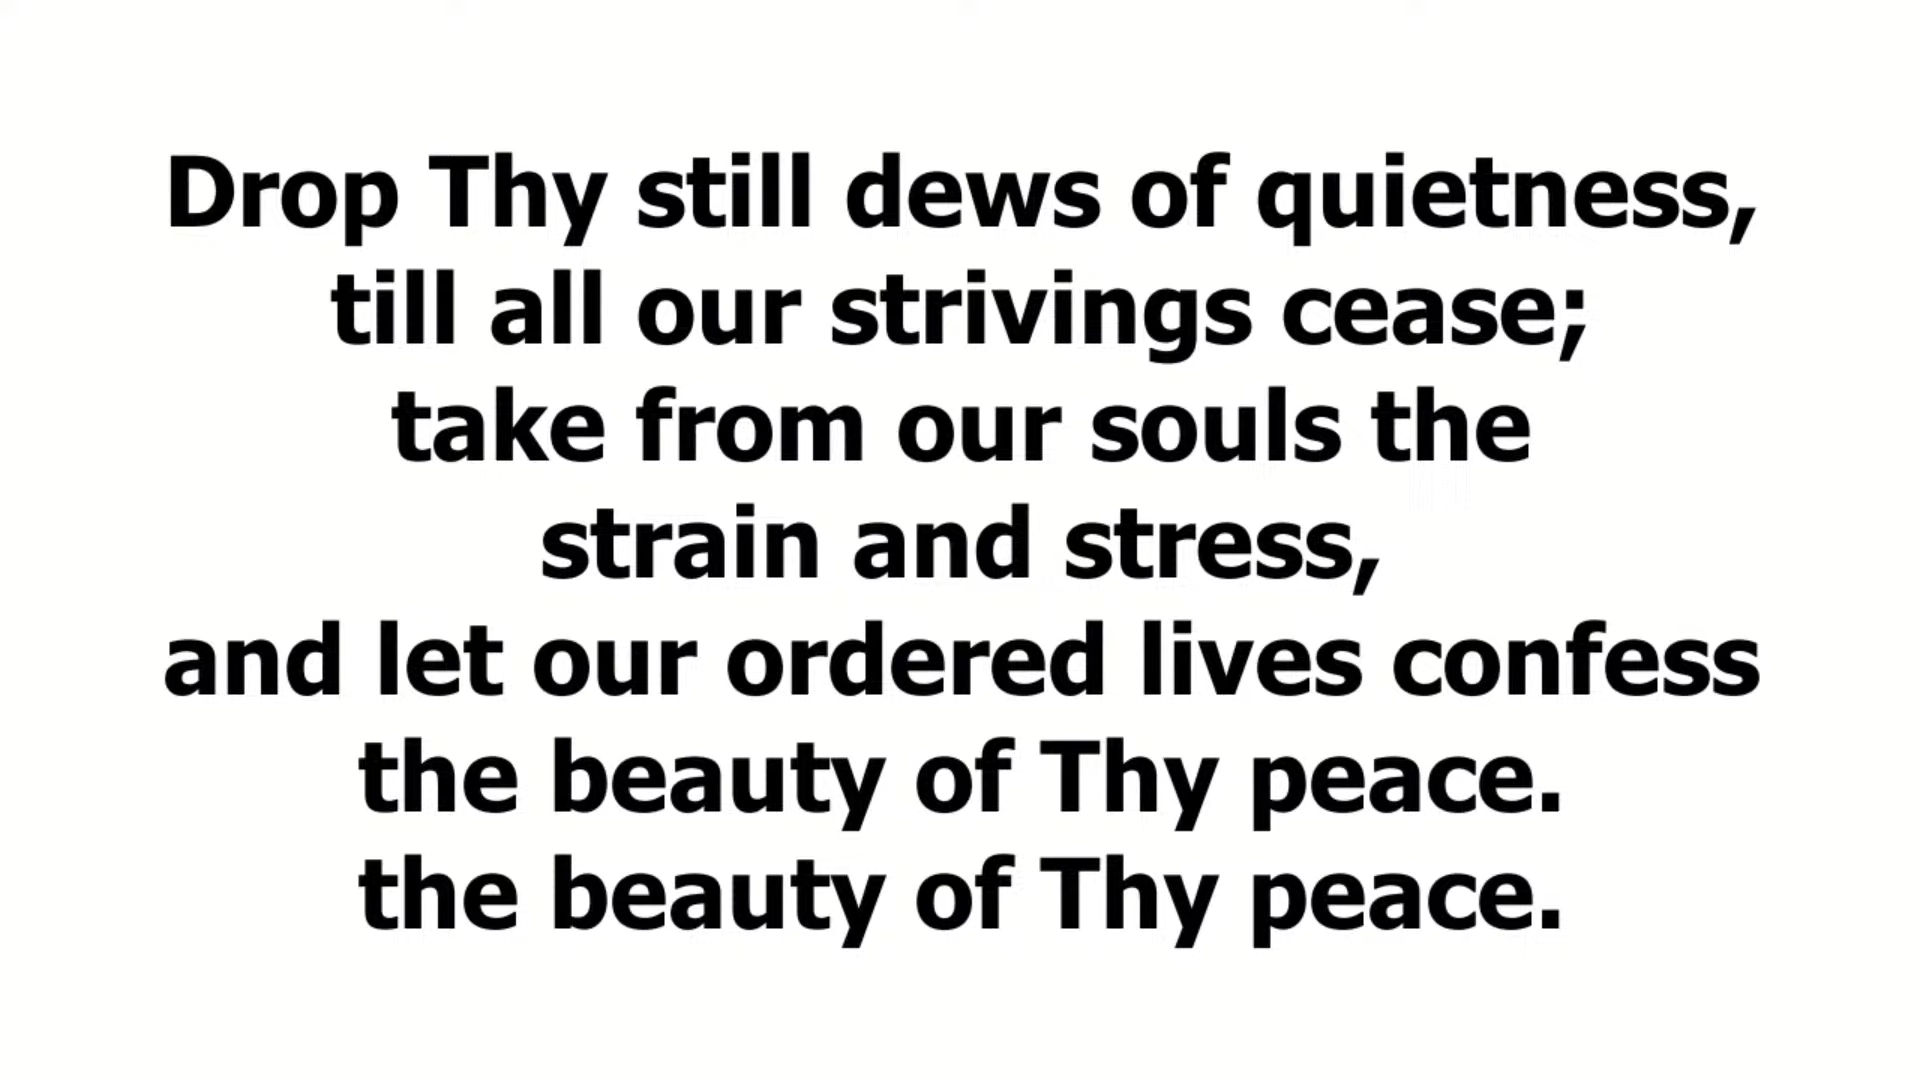 Drop Thy still dews of quietness,
till all our strivings cease;
take from our souls the
strain and stress,
and let our ordered lives confess
the beauty of Thy peace.
the beauty of Thy peace.